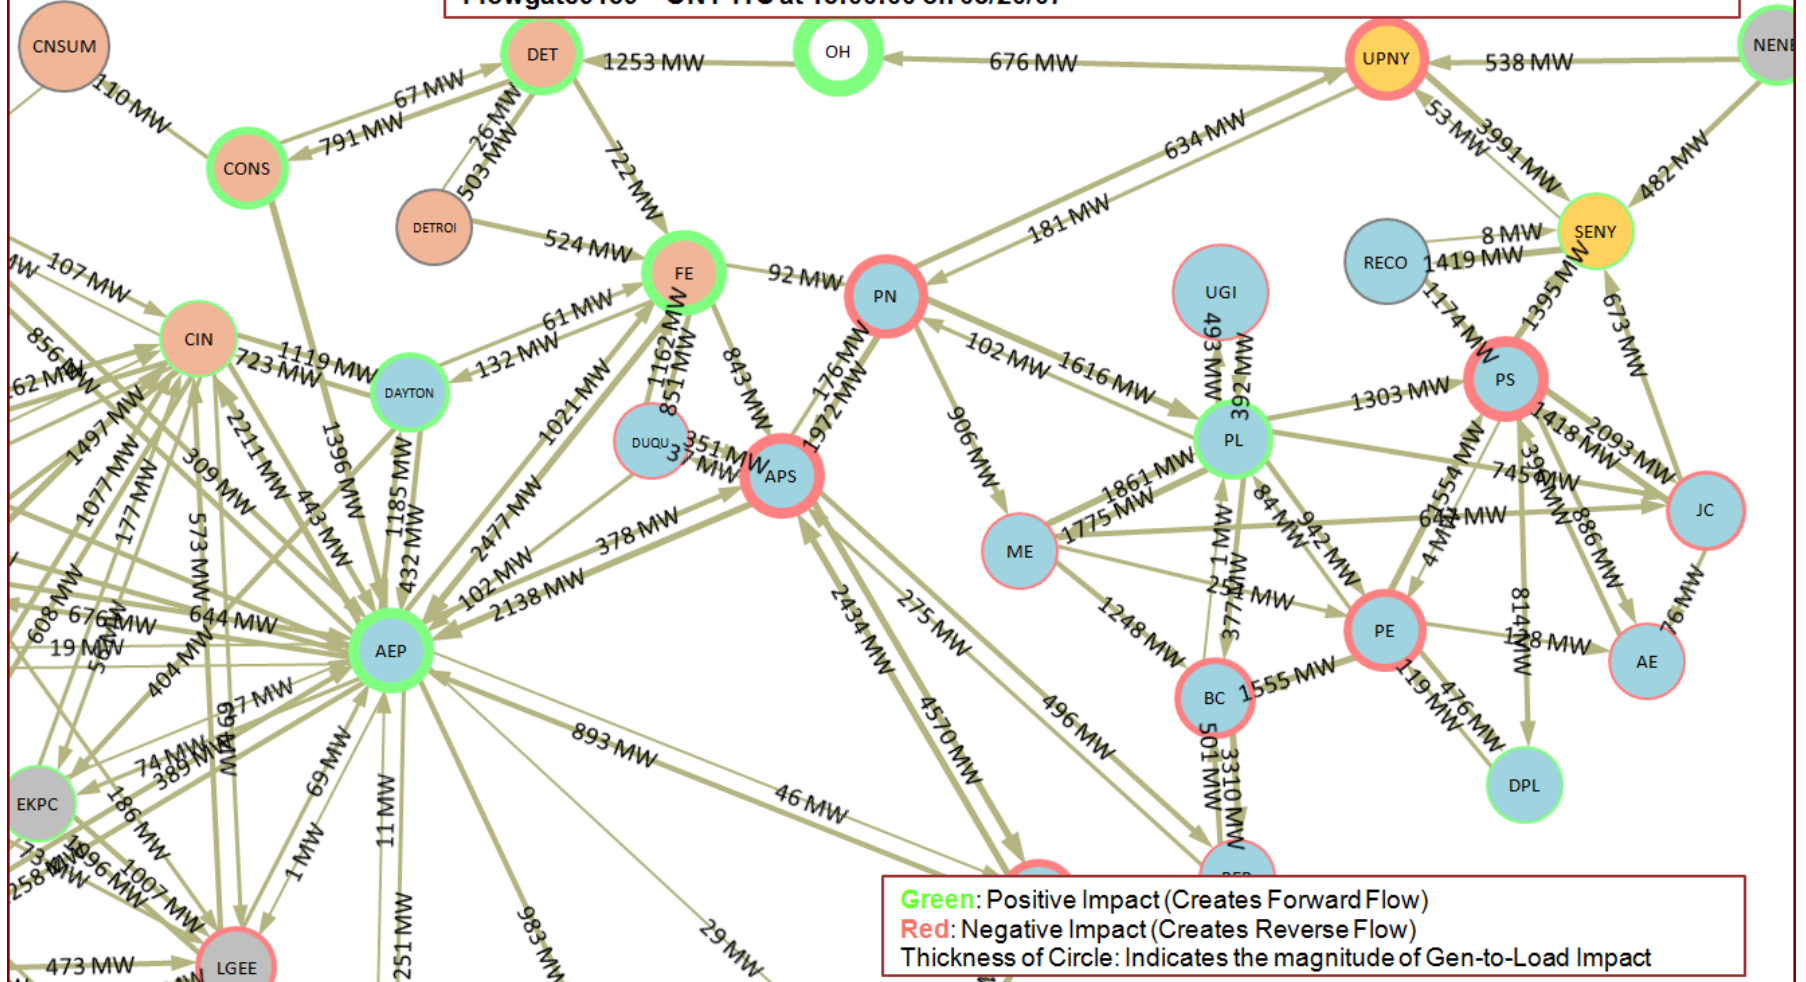 CNSUM
DET
OH
UPNY
110 MW
67 MW
791 MW
1253 MW
676 MW
538 MW
CONS
26 MW
503 MW
722 MW
634 MW
53 MW
3991 MW
482 MW
DETROI
524 MW
181 MW
SENY
8 MW
1419 MW
RECO
107 MW
FE
92 MW
PN
UGI
1174 MW
1395 MW
673 MW
CIN
1119 MW
723 MW
61 MW
132 MW
1162 MW
851 MW
843 MW
176 MW
1972 MW
102 MW
1616 MW
493 MW
392 MW
1303 MW
PS
DAYTON
1021 MW
DUQU
351 MW
37 MW
APS
906 MW
PL
1418 MW
2093 MW
1497 MW
2211 MW
309 MW
1396 MW
1185 MW
432 MW
443 MW
1077 MW
177 MW
573 MW
2477 MW
102 MW
378 MW
2138 MW
1861 MW
1775 MW
ME
84 MW
942 MW
1554 MW
4 MW
886 MW
JC
608 MW
644 MW
19 MW
404 MW
AEP
2434 MW
275 MW
1248 MW
377 MW
PE
814 MW
AE
76 MW
BC
1555 MW
119 MW
476 MW
DPL
74 MW
389 MW
69 MW
893 MW
46 MW
4570 MW
496 MW
501 MW
3310 MW
EKPC
186 MW
1 MW
11 MW
1096 MW
1007 MW
251 MW
983 MW
29 MW
473 MW
LGEE
Green: Positive Impact (Creates Forward Flow)
Red: Negative Impact (Creates Reverse Flow)
Thickness of Circle: Indicates the magnitude of Gen-to-Load Impact